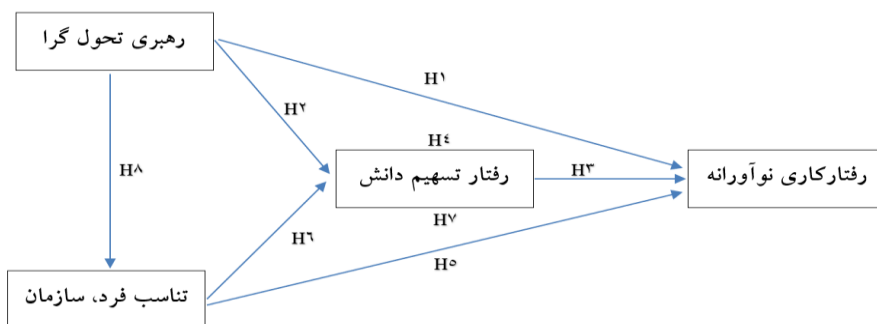 رهبری تحول گرا
H۱
H۲
H۴
H۸
رفتار تسهیم دانش
H۳
رفتارکاری نوآورانه
H۷
H۶
H۵
تناسب فرد، سازمان